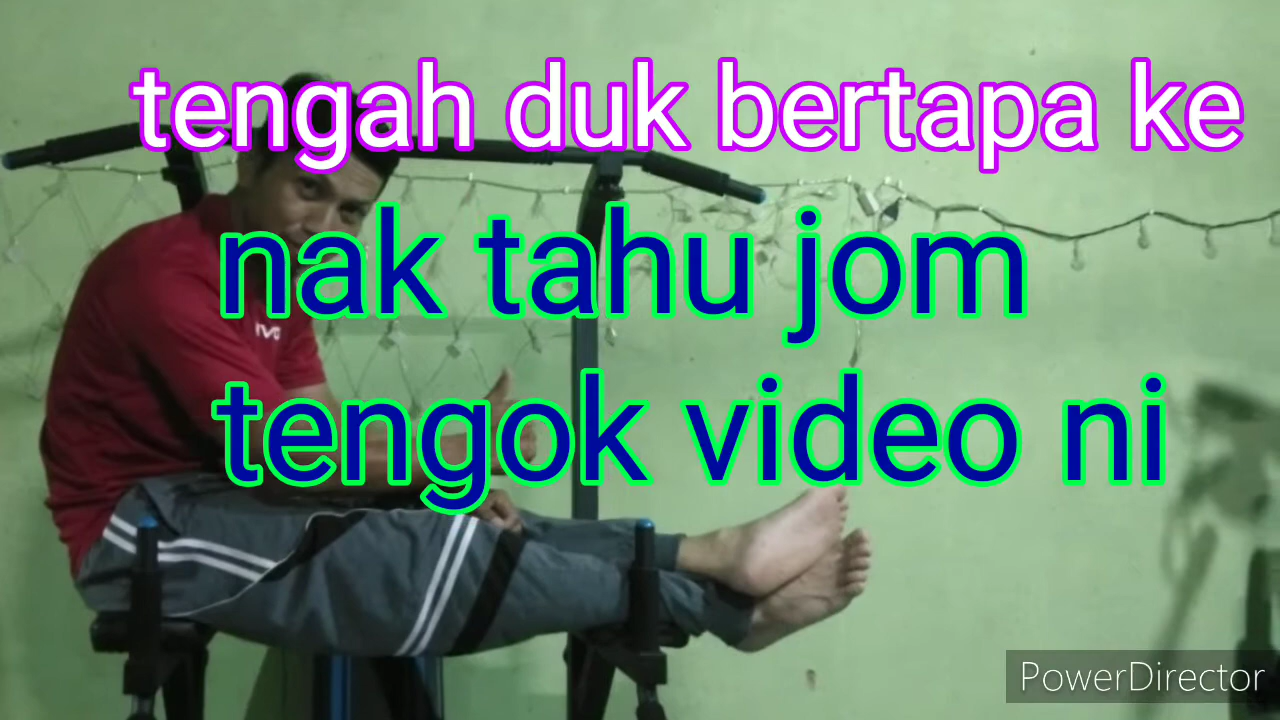 tengah duk bertapa ke
nak tahu jom
tengok video ni
PowerDirector